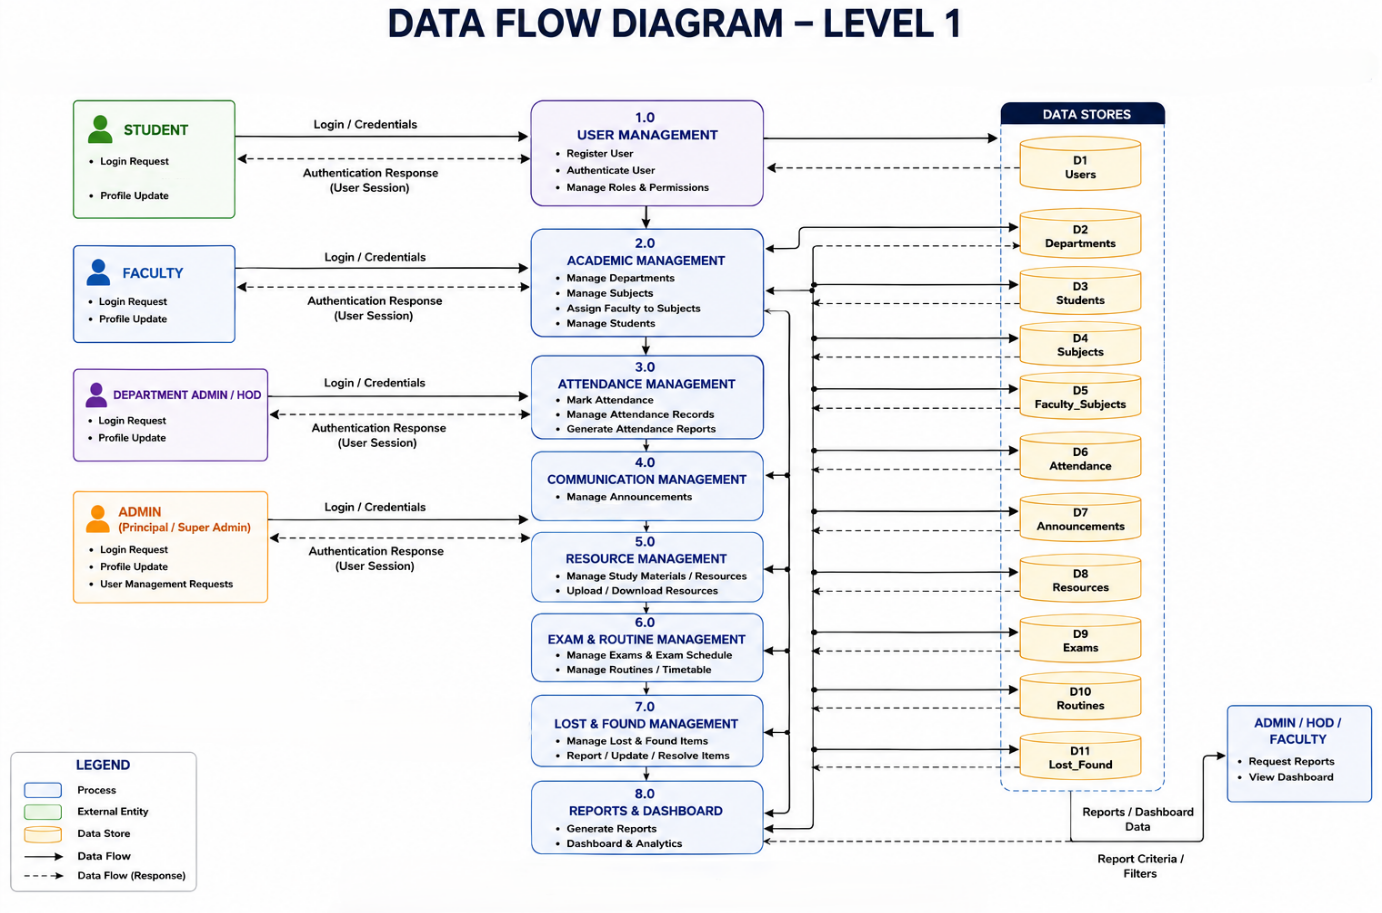 DATA FLOW DIAGRAM – LEVEL 1
STUDENT
• Login Request
• Profile Update
Login / Credentials
Authentication Response
(User Session)
FACULTY
• Login Request
• Profile Update
Login / Credentials
Authentication Response
(User Session)
DEPARTMENT ADMIN / HOD
• Login Request
• Profile Update
Login / Credentials
Authentication Response
(User Session)
ADMIN
(Principal / Super Admin)
• Login Request
• Profile Update
• User Management Requests
Login / Credentials
Authentication Response
(User Session)
1.0
USER MANAGEMENT
• Register User
• Authenticate User
• Manage Roles & Permissions
2.0
ACADEMIC MANAGEMENT
• Manage Departments
• Manage Subjects
• Assign Faculty to Subjects
• Manage Students
3.0
ATTENDANCE MANAGEMENT
• Mark Attendance
• Manage Attendance Records
• Generate Attendance Reports
4.0
COMMUNICATION MANAGEMENT
• Manage Announcements
5.0
RESOURCE MANAGEMENT
• Manage Study Materials / Resources
• Upload / Download Resources
6.0
EXAM & ROUTINE MANAGEMENT
• Manage Exams & Exam Schedule
• Manage Routines / Timetable
7.0
LOST & FOUND MANAGEMENT
• Manage Lost & Found Items
• Report / Update / Resolve Items
8.0
REPORTS & DASHBOARD
• Generate Reports
• Dashboard & Analytics
DATA STORES
D1
Users
D2
Departments
D3
Students
D4
Subjects
D5
Faculty_Subjects
D6
Attendance
D7
Announcements
D8
Resources
D9
Exams
D10
Routines
D11
Lost_Found
ADMIN / HOD /
FACULTY
• Request Reports
• View Dashboard
Reports / Dashboard
Data
Report Criteria /
Filters
LEGEND
Process
External Entity
Data Store
Data Flow
Data Flow (Response)